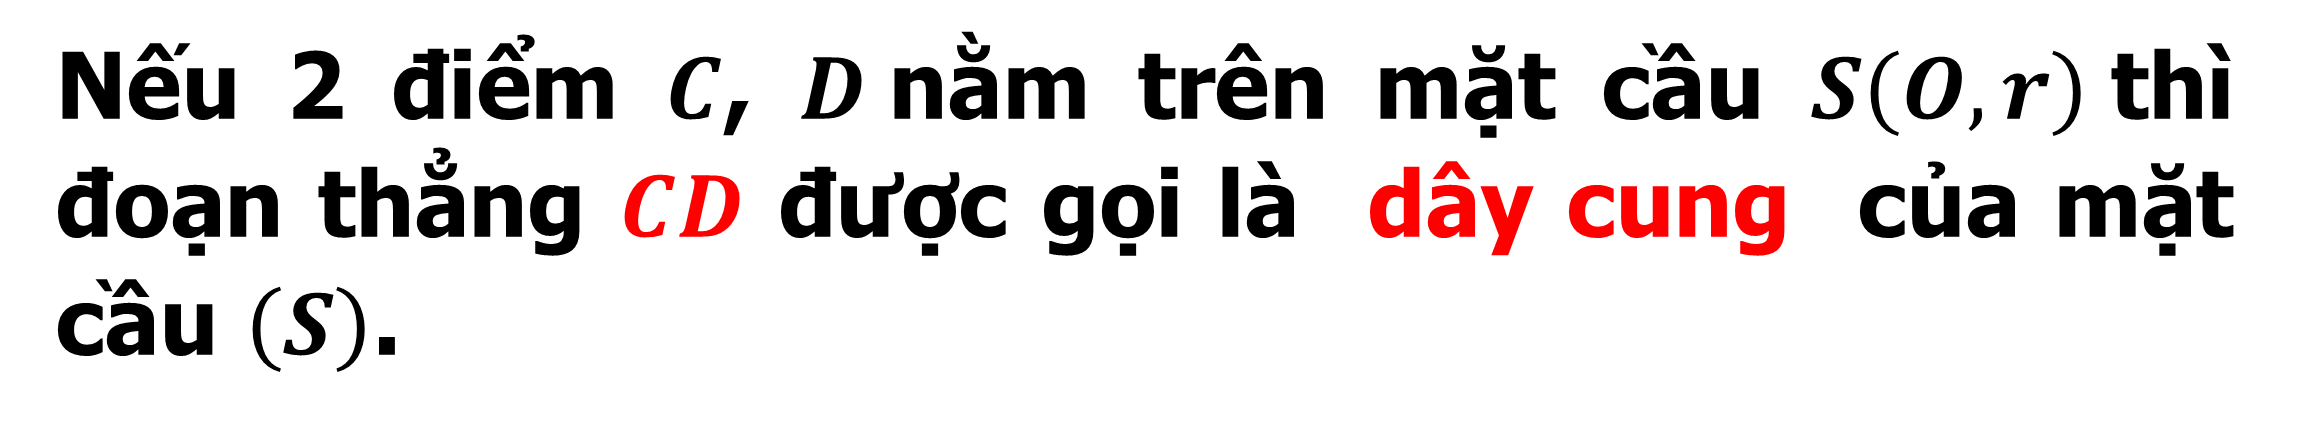 Nếu 2 điểm C, D nằm trên mặt cầu S(O, r) thì
đoạn thẳng CD được gọi là dây cung của mặt
cầu (S).